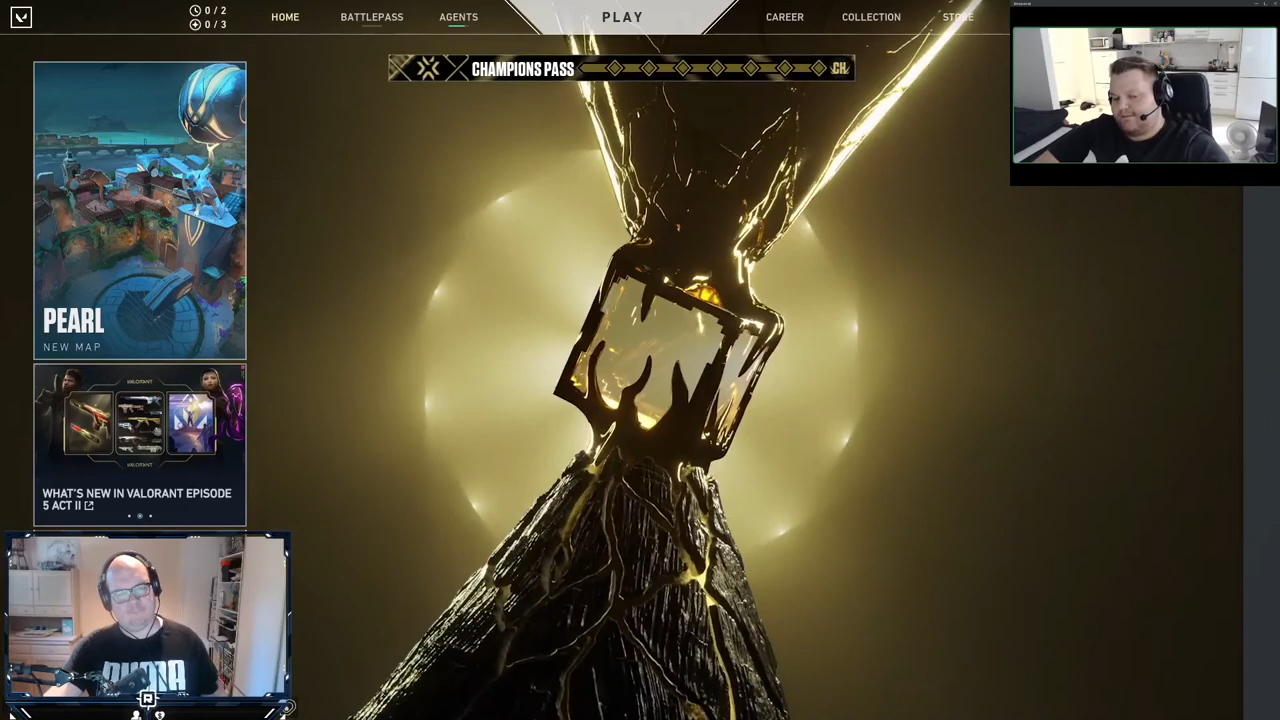 0 / 2
0 / 3
HOME
BATTLEPASS
AGENTS
PLAY
CAREER
COLLECTION
STORE
CHAMPIONS PASS
CH
PEARL
NEW MAP
VALORANT
VALORANT
WHAT'S NEW IN VALORANT EPISODE
5 ACT II
PUMA
R